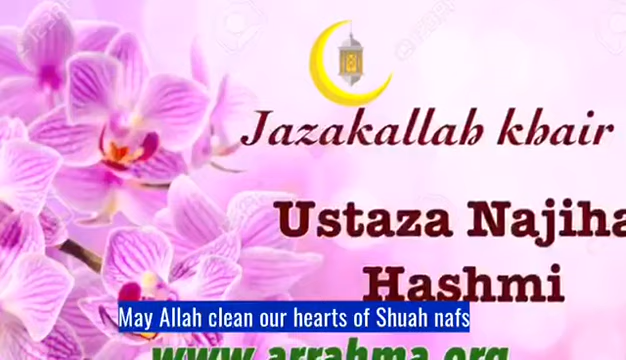 Jazakallah khair
Ustaza Najiha
Hashmi
May Allah clean our hearts of Shuah nafs
www.arrahma.org